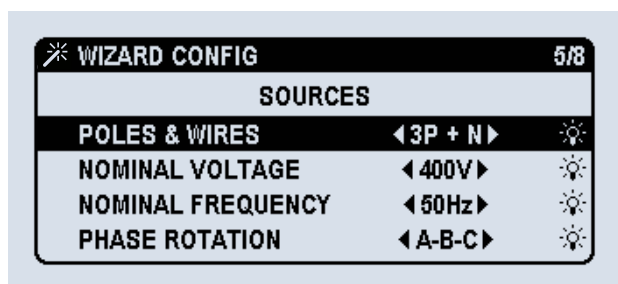 WIZARD CONFIG 5/8
SOURCES
POLES & WIRES 3P + N
NOMINAL VOLTAGE 400V
NOMINAL FREQUENCY 50Hz
PHASE ROTATION A-B-C